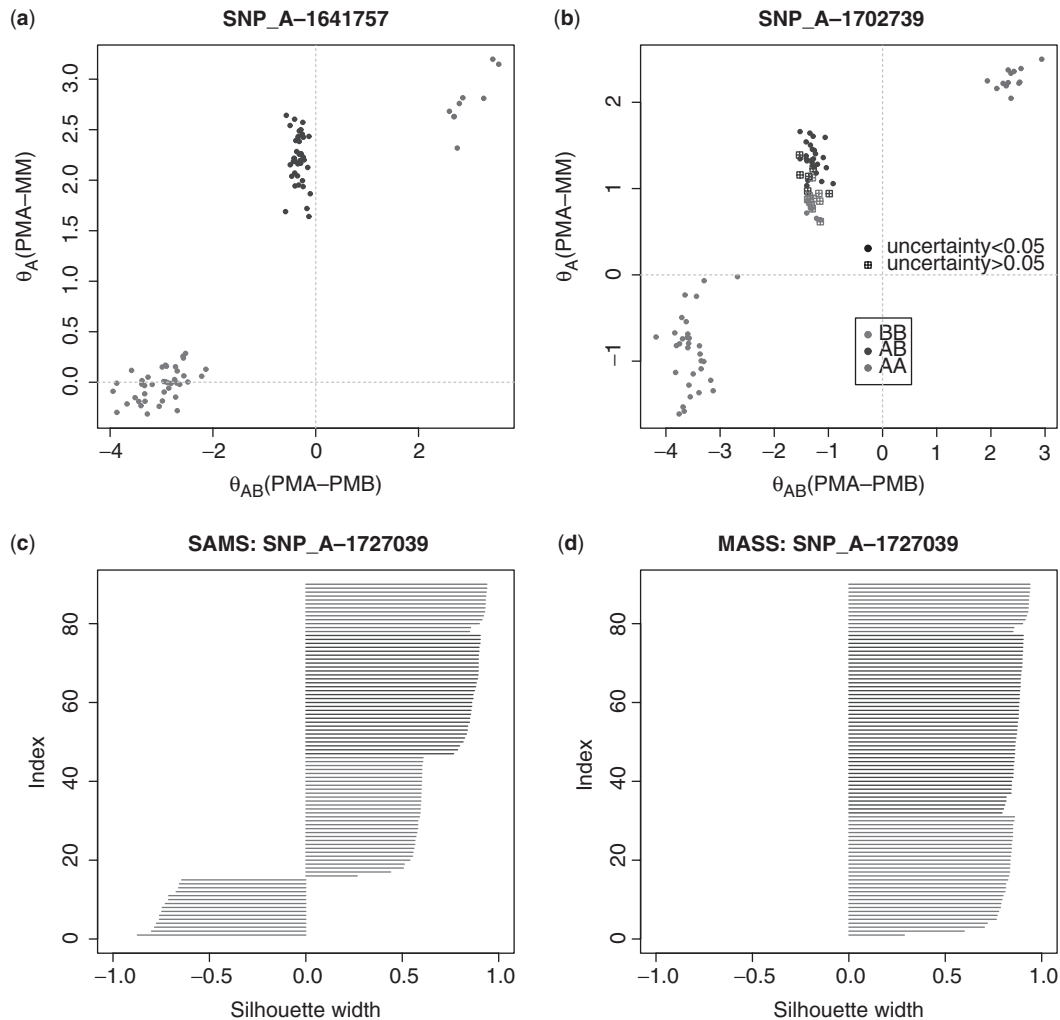 (a) SNP_A–1641757
θA(PMA–MM)
3.0
2.5
2.0
1.5
1.0
0.5
0.0
−4 −2 0 2
θAB(PMA–PMB)
(b) SNP_A–1702739
θA(PMA–MM)
2
1
0
−1
uncertainty<0.05
uncertainty>0.05
BB
AB
AA
−4 −3 −2 −1 0 1 2 3
θAB(PMA–PMB)
(c) SAMS: SNP_A–1727039
Index
80
60
40
20
0
−1.0 −0.5 0.0 0.5 1.0
Silhouette width
(d) MASS: SNP_A–1727039
Index
80
60
40
20
0
−1.0 −0.5 0.0 0.5 1.0
Silhouette width